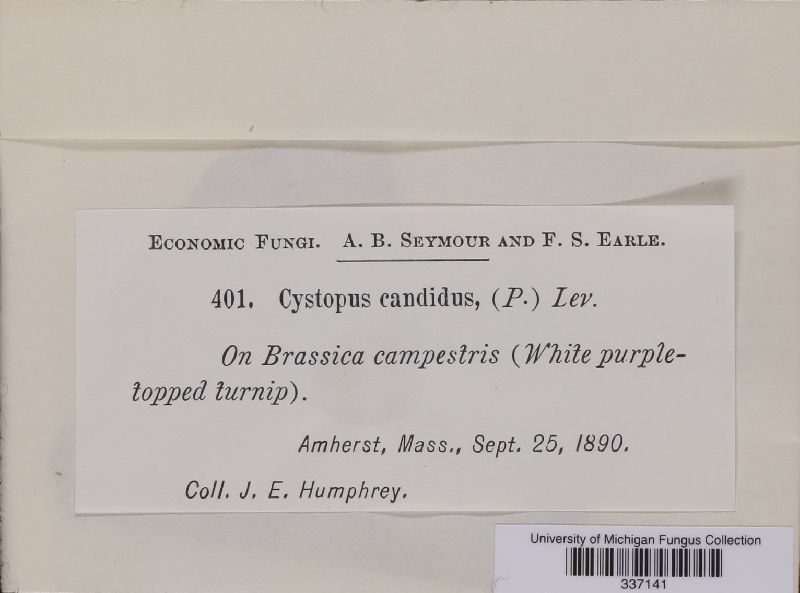 Economic Fungi. A. B. Seymour and F. S. Earle.
401. Cystopus candidus, (P.) Lev.
On Brassica campestris (White purple-
topped turnip).
Amherst, Mass., Sept. 25, 1890.
Coll. J. E. Humphrey.
University of Michigan Fungus Collection
337141